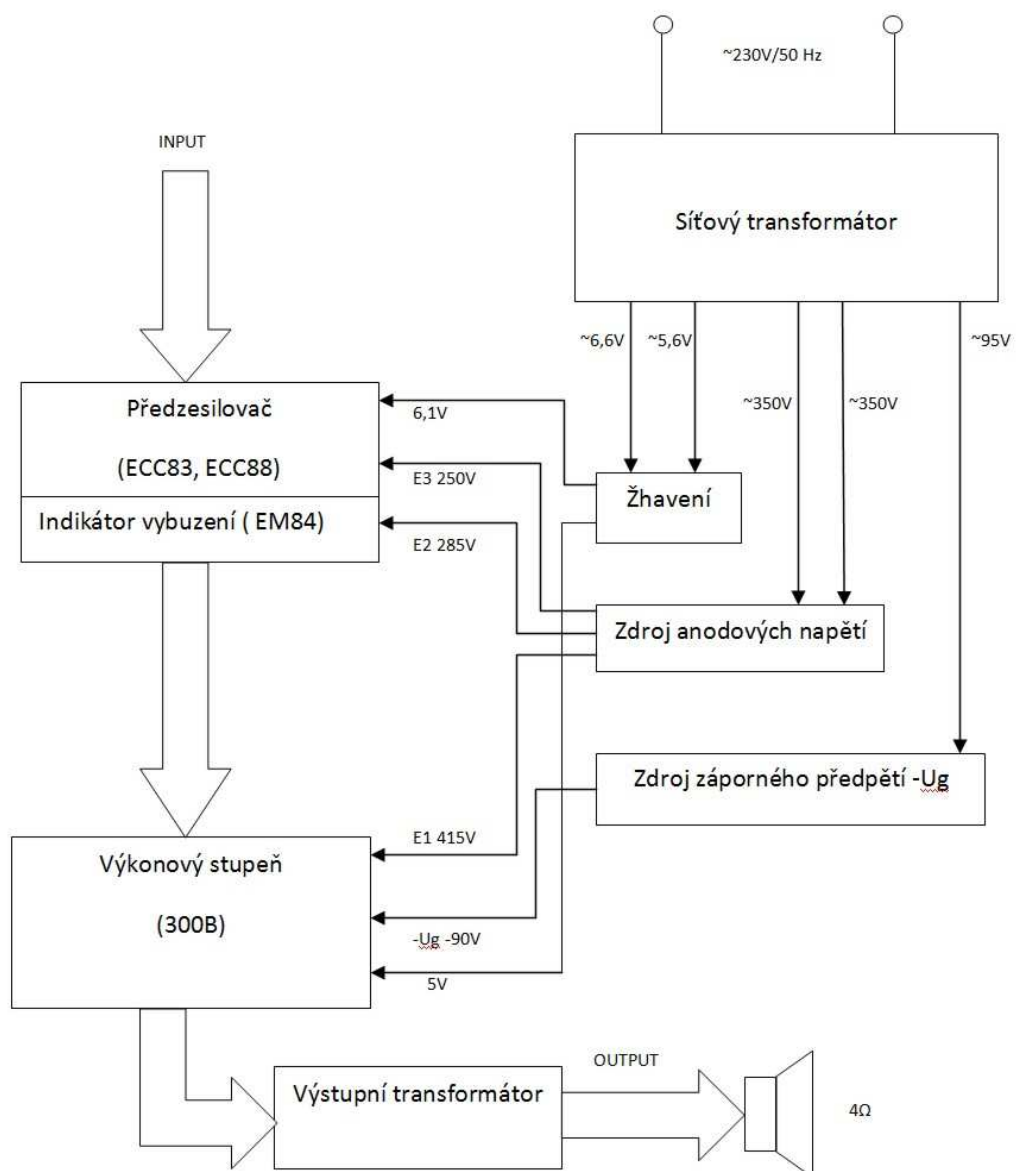 ~230V/50 Hz
INPUT
Síťový transformátor
~6,6V
~5,6V
~95V
~350V
~350V
Předzesilovač
(ECC83, ECC88)
Indikátor vybuzení ( EM84)
6,1V
E3 250V
E2 285V
Žhavení
Zdroj anodových napětí
Zdroj záporného předpětí -Ug
Výkonový stupeň
(300B)
E1 415V
-Ug -90V
5V
Výstupní transformátor
OUTPUT
4Ω